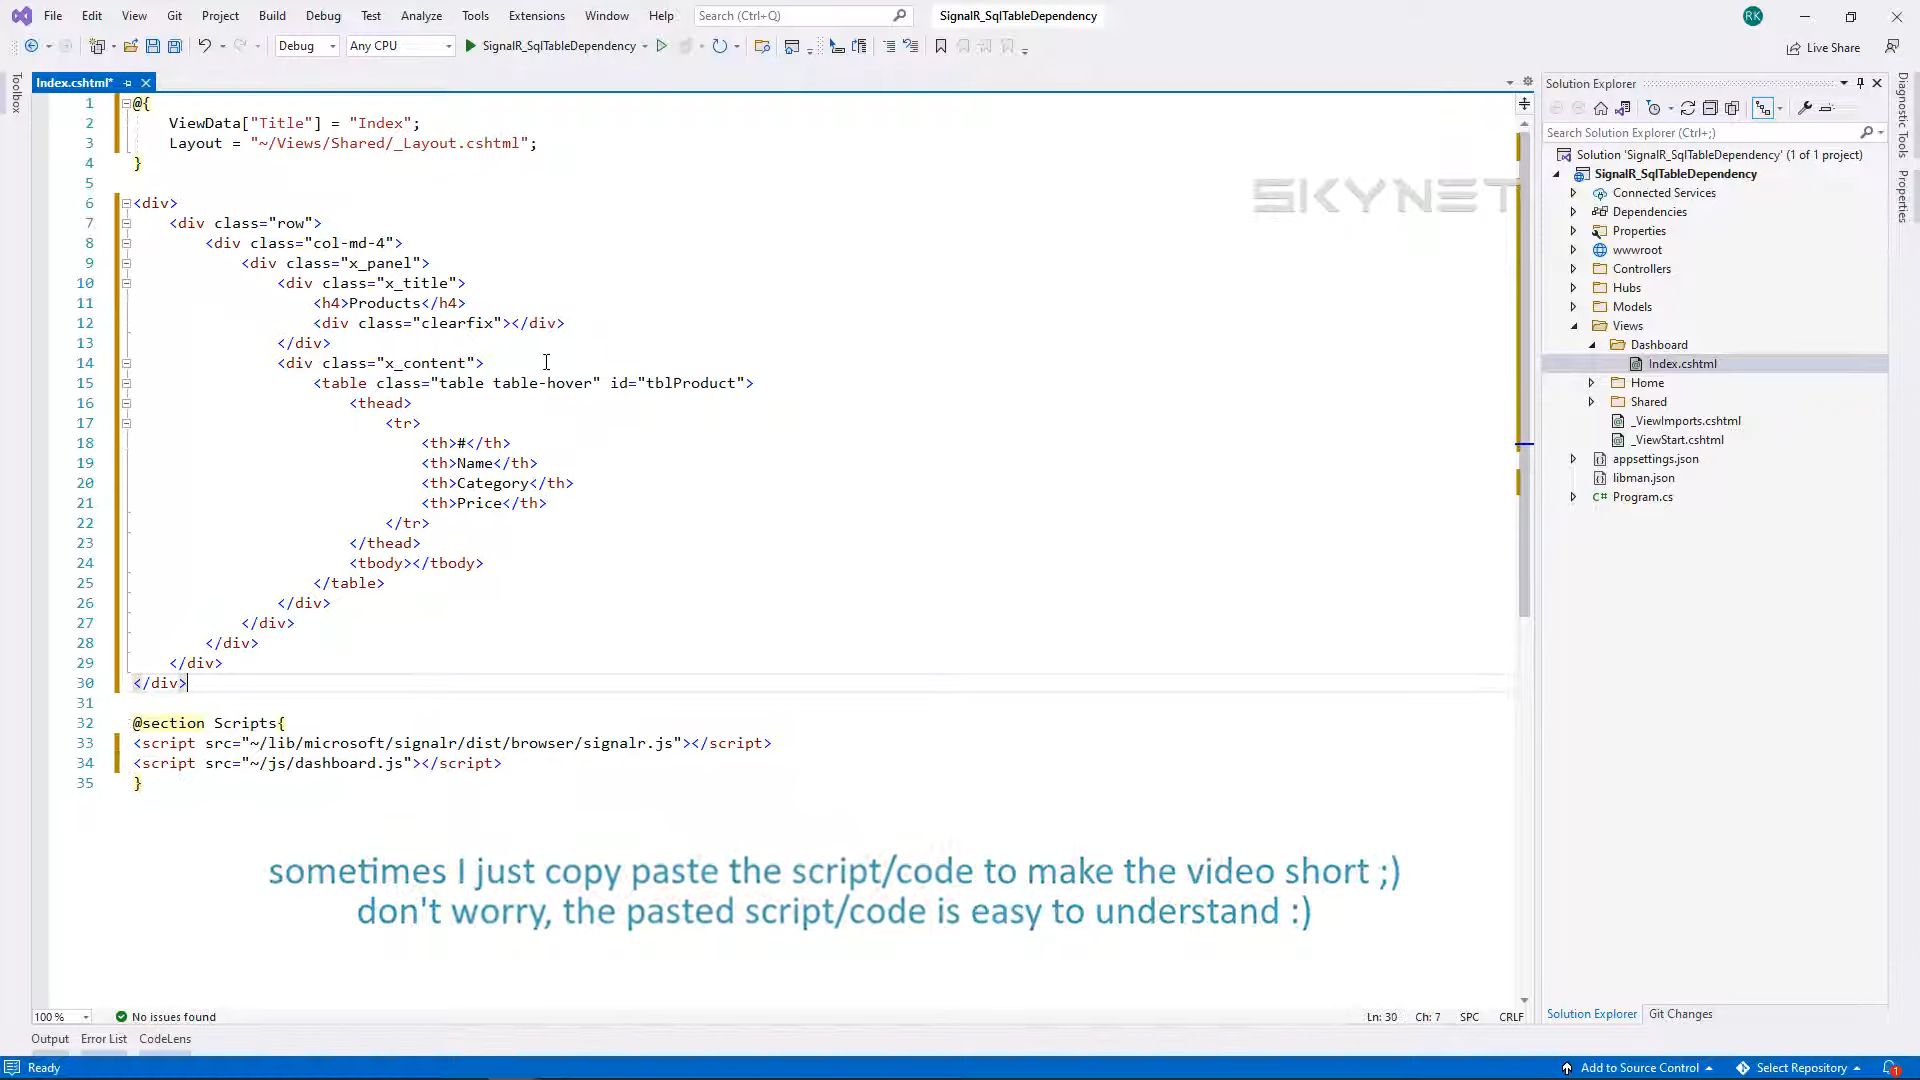 File Edit View Git Project Build Debug Test Analyze Tools Extensions Window Help Search (Ctrl+Q) SignalR_SqlTableDependency RK
Debug Any CPU SignalR_SqlTableDependency Live Share
Toolbox
Index.cshtml*
1 @{
2 ViewData["Title"] = "Index";
3 Layout = "~/Views/Shared/_Layout.cshtml";
4 }
5
6 <div>
7 <div class="row">
8 <div class="col-md-4">
9 <div class="x_panel">
10 <div class="x_title">
11 <h4>Products</h4>
12 <div class="clearfix"></div>
13 </div>
14 <div class="x_content">
15 <table class="table table-hover" id="tblProduct">
16 <thead>
17 <tr>
18 <th>#</th>
19 <th>Name</th>
20 <th>Category</th>
21 <th>Price</th>
22 </tr>
23 </thead>
24 <tbody></tbody>
25 </table>
26 </div>
27 </div>
28 </div>
29 </div>
30 </div>
31
32 @section Scripts{
33 <script src="~/lib/microsoft/signalr/dist/browser/signalr.js"></script>
34 <script src="~/js/dashboard.js"></script>
35 }
SKYNET
sometimes I just copy paste the script/code to make the video short ;)
don't worry, the pasted script/code is easy to understand :)
100 % No issues found Ln: 30 Ch: 7 SPC CRLF
Solution Explorer
Search Solution Explorer (Ctrl+;)
Solution 'SignalR_SqlTableDependency' (1 of 1 project)
SignalR_SqlTableDependency
Connected Services
Dependencies
Properties
wwwroot
Controllers
Hubs
Models
Views
Dashboard
Index.cshtml
Home
Shared
_ViewImports.cshtml
_ViewStart.cshtml
appsettings.json
libman.json
C# Program.cs
Solution Explorer Git Changes
Diagnostic Tools
Properties
Output Error List CodeLens
Ready Add to Source Control Select Repository 1